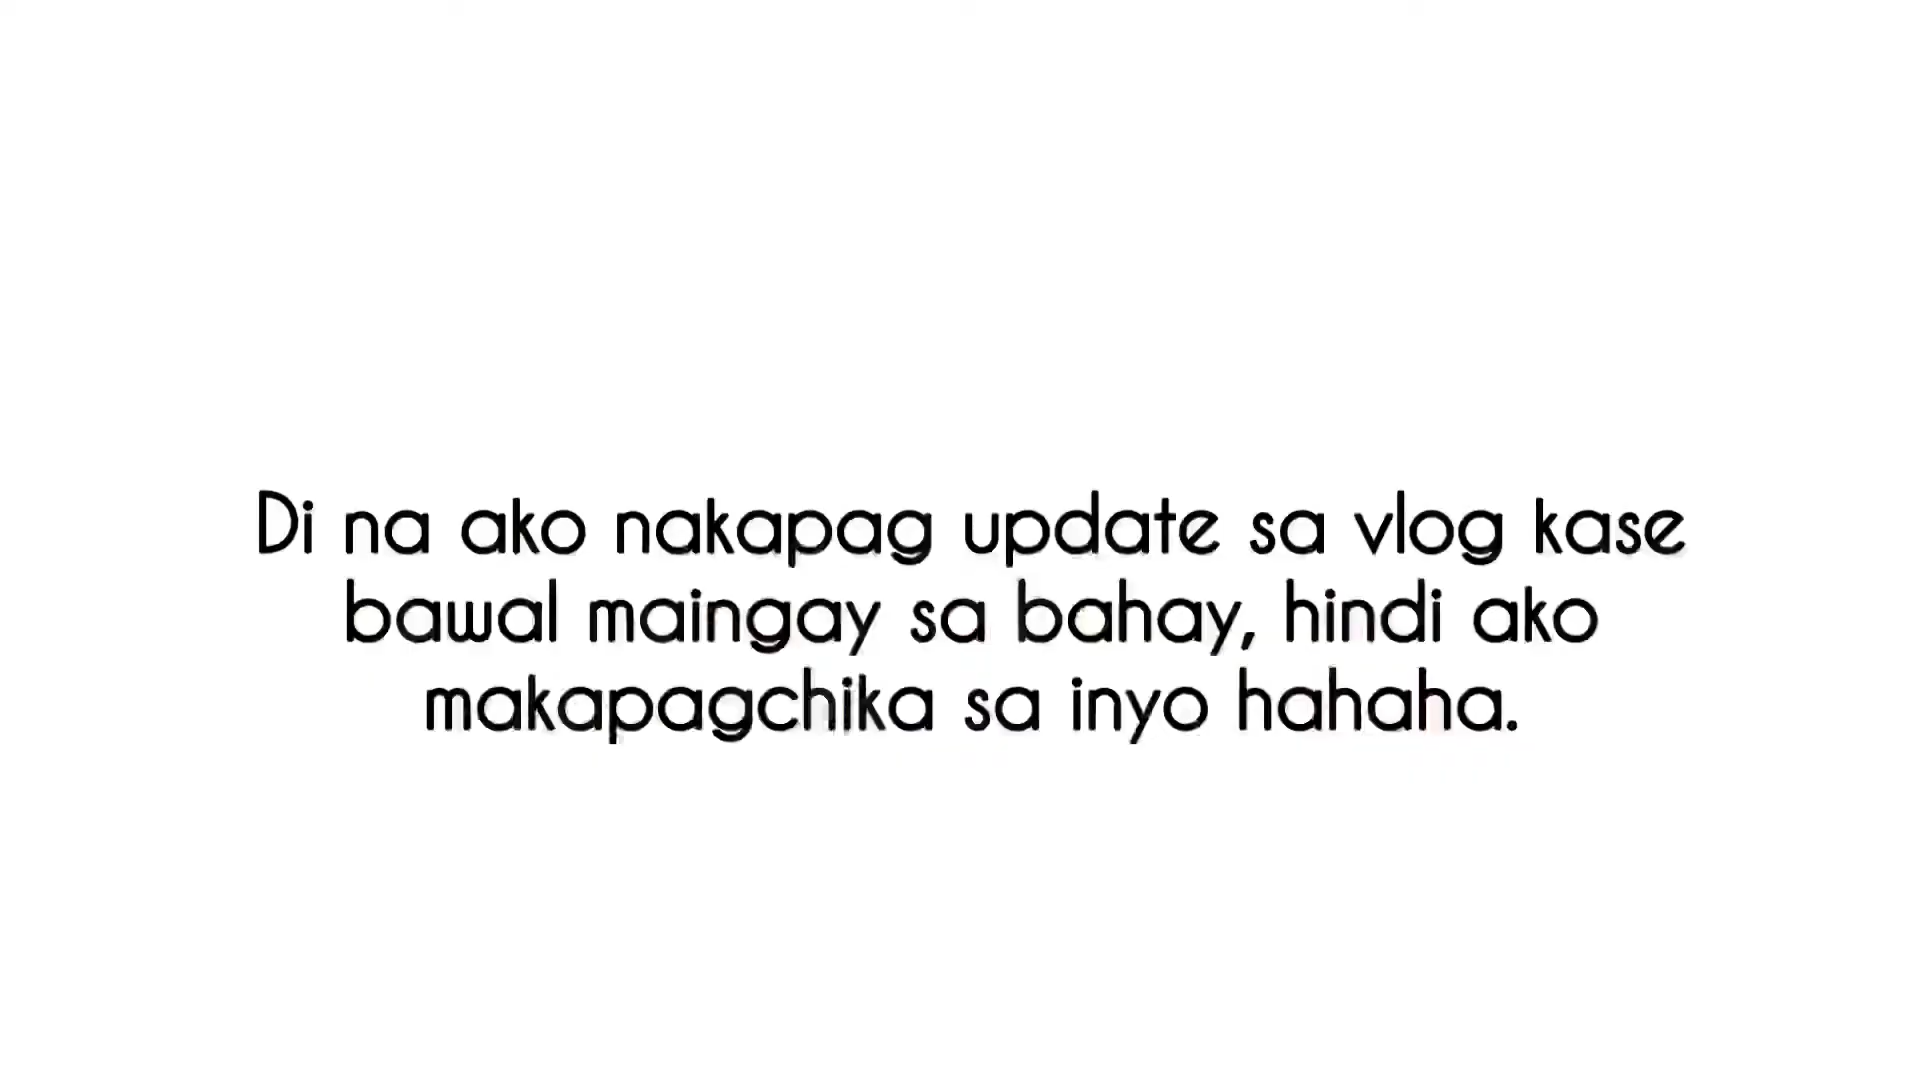 Di na ako nakapag update sa vlog kase
bawal maingay sa bahay, hindi ako
makapagchika sa inyo hahaha.